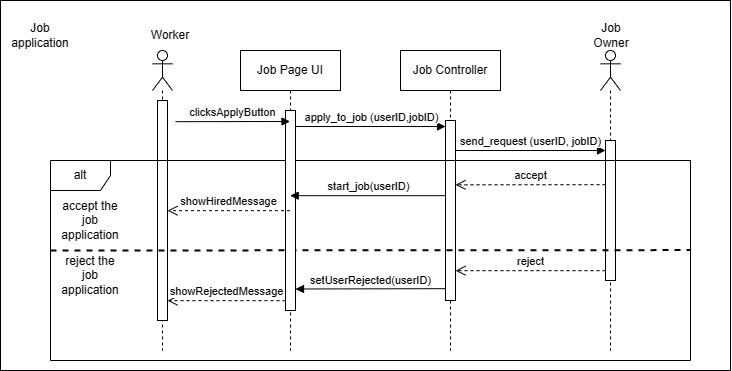 Job
application
Worker
Job
Owner
Job Page UI
Job Controller
clicksApplyButton
apply_to_job (userID,jobID)
send_request (userID, jobID)
alt
accept
start_job(userID)
showHiredMessage
accept the
job
application
reject the
job
application
reject
setUserRejected(userID)
showRejectedMessage